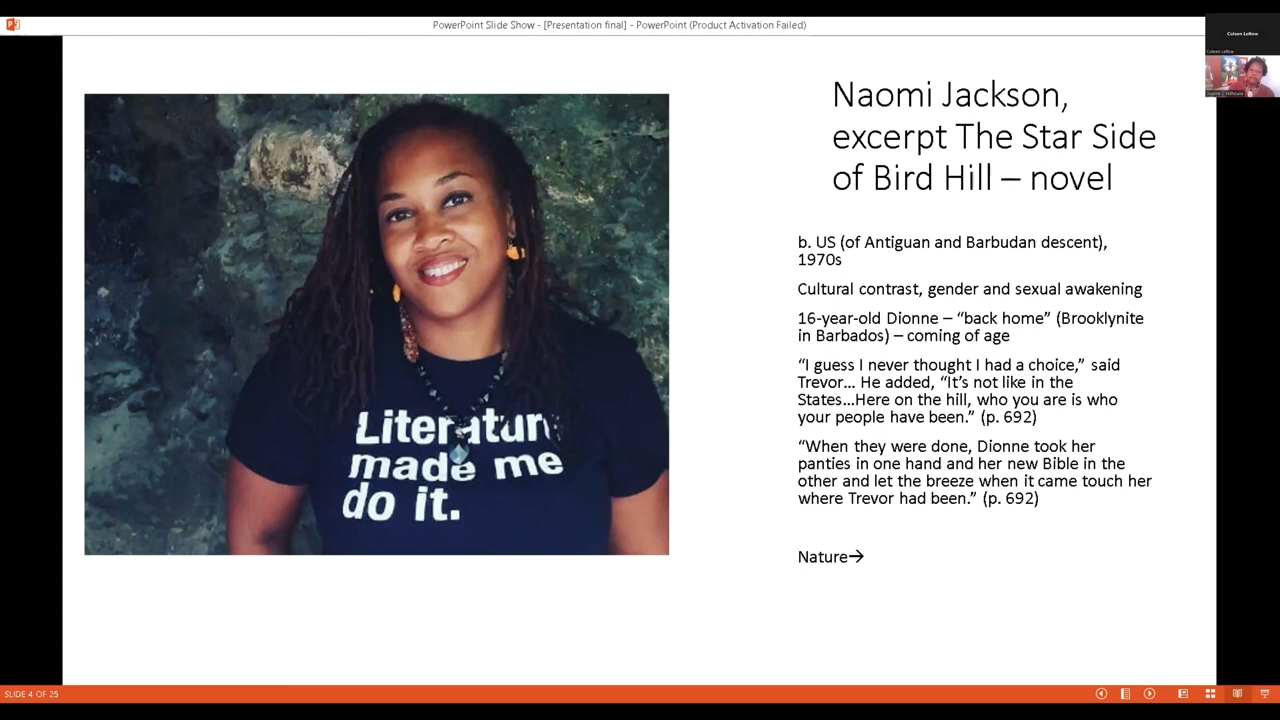 PowerPoint Slide Show - [Presentation final] - PowerPoint (Product Activation Failed)
Coleen Letlow
Coleen Letlow
Joanne C. Hillhouse
Naomi Jackson,
excerpt The Star Side
of Bird Hill – novel
b. US (of Antiguan and Barbudan descent),
1970s
Cultural contrast, gender and sexual awakening
16-year-old Dionne – “back home” (Brooklynite
in Barbados) – coming of age
“I guess I never thought I had a choice,” said
Trevor... He added, “It’s not like in the
States...Here on the hill, who you are is who
your people have been.” (p. 692)
“When they were done, Dionne took her
panties in one hand and her new Bible in the
other and let the breeze when it came touch her
where Trevor had been.” (p. 692)
Nature→
Literature
made me
do it.
SLIDE 4 OF 25